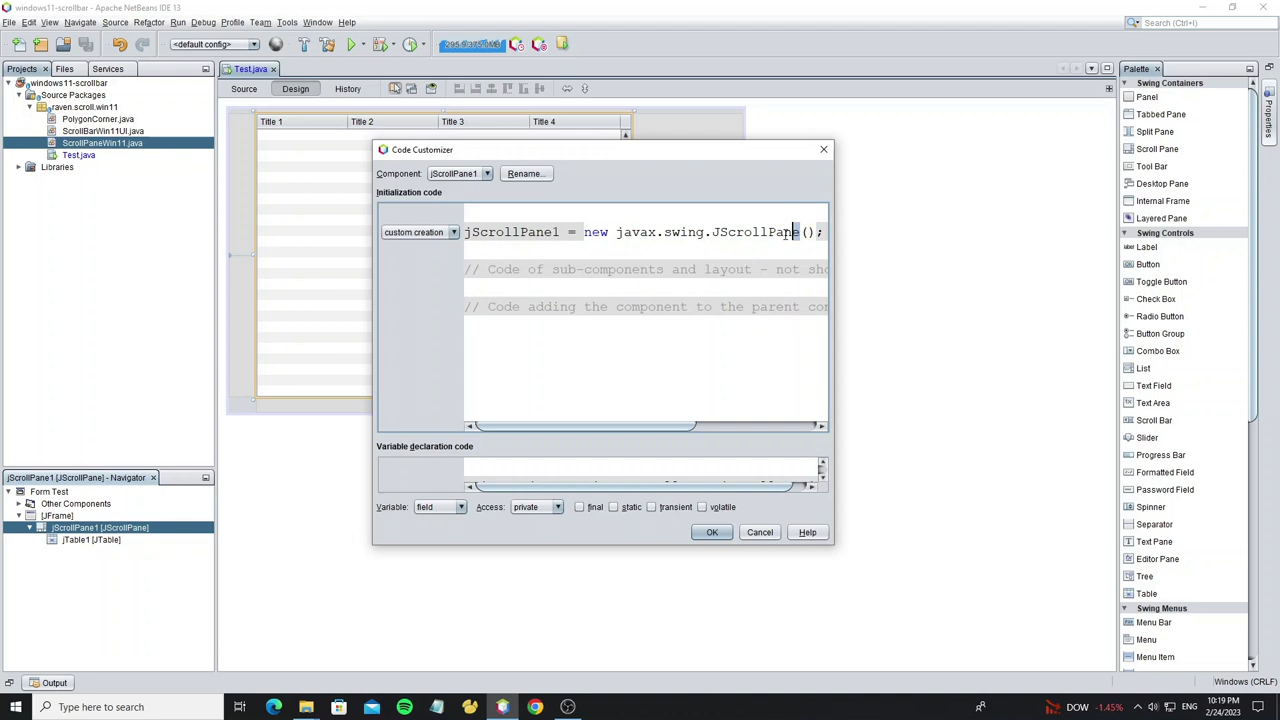 windows11-scrollbar - Apache NetBeans IDE 13
File Edit View Navigate Source Refactor Run Debug Profile Team Tools Window Help
Search (Ctrl+I)
<default config>
Projects
Files
Services
Test.java
Palette
Source
Design
History
windows11-scrollbar
Source Packages
raven.scroll.win11
PolygonCorner.java
ScrollBarWin11UI.java
ScrollPaneWin11.java
Test.java
Libraries
Title 1
Title 2
Title 3
Title 4
Code Customizer
Component: jScrollPane1 Rename...
Initialization code
custom creation
jScrollPane1 = new javax.swing.JScrollPane();
// Code of sub-components and layout - not sho
// Code adding the component to the parent con
Variable declaration code
Variable: field Access: private final static transient volatile
OK Cancel Help
Swing Containers
Panel
Tabbed Pane
Split Pane
Scroll Pane
Tool Bar
Desktop Pane
Internal Frame
Layered Pane
Swing Controls
Label
Button
Toggle Button
Check Box
Radio Button
Button Group
Combo Box
List
Text Field
Text Area
Scroll Bar
Slider
Progress Bar
Formatted Field
Password Field
Spinner
Separator
Text Pane
Editor Pane
Tree
Table
Swing Menus
Menu Bar
Menu
Menu Item
Properties
jScrollPane1 [JScrollPane] - Navigator
Form Test
Other Components
[JFrame]
jScrollPane1 [JScrollPane]
jTable1 [JTable]
Output
Windows (CRLF)
Type here to search
DOW -1.45%
10:19 PM
2/24/2023